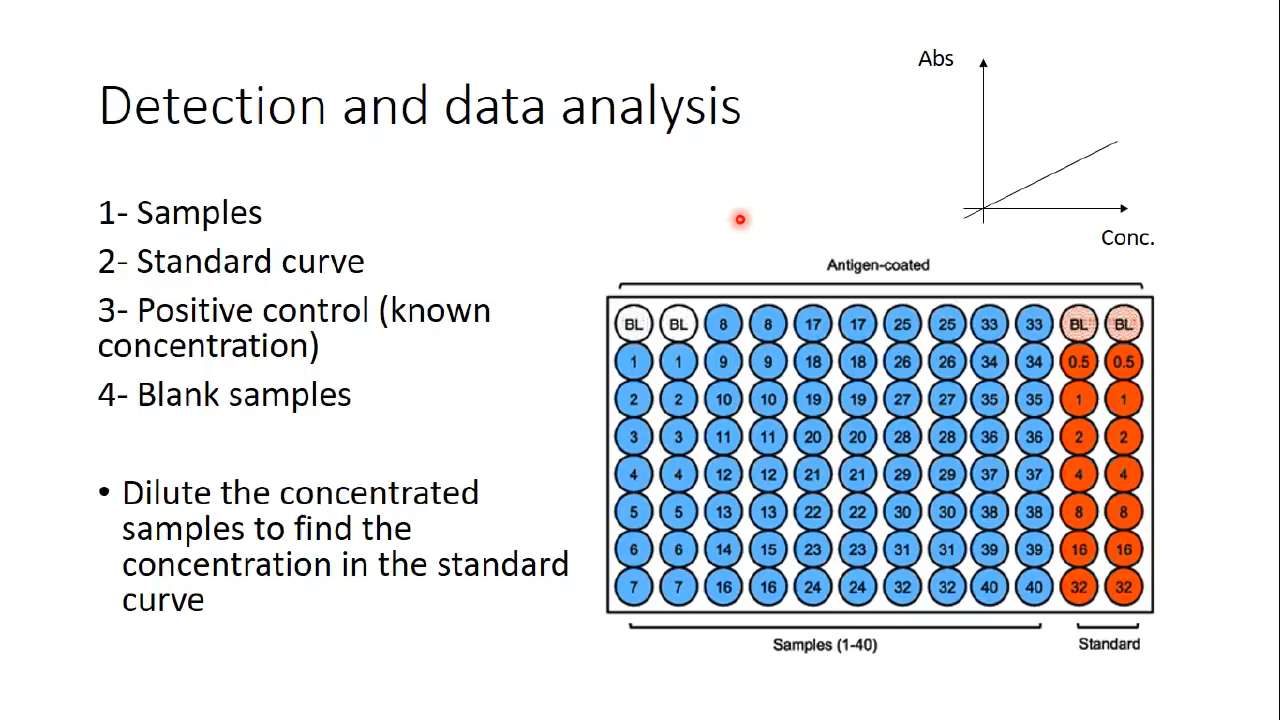 Abs
Detection and data analysis
1- Samples
2- Standard curve
3- Positive control (known
concentration)
4- Blank samples
• Dilute the concentrated
samples to find the
concentration in the standard
curve
Conc.
Antigen-coated
BL BL 8 8 17 17 25 25 33 33 BL BL
1 1 9 9 18 18 26 26 34 34 0.5 0.5
2 2 10 10 19 19 27 27 35 35 1 1
3 3 11 11 20 20 28 28 36 36 2 2
4 4 12 12 21 21 29 29 37 37 4 4
5 5 13 13 22 22 30 30 38 38 8 8
6 6 14 15 23 23 31 31 39 39 16 16
7 7 16 16 24 24 32 32 40 40 32 32
Samples (1-40)
Standard